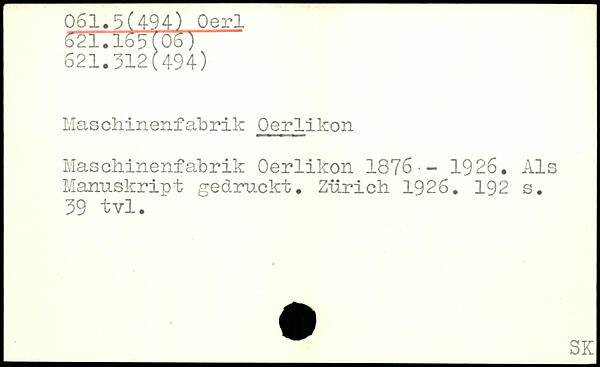 061.5(494) Oerl
621.165(06)
621.312(494)
Maschinenfabrik Oerlikon
Maschinenfabrik Oerlikon 1876 - 1926. Als
Manuskript gedruckt. Zürich 1926. 192 s.
39 tvl.
SK